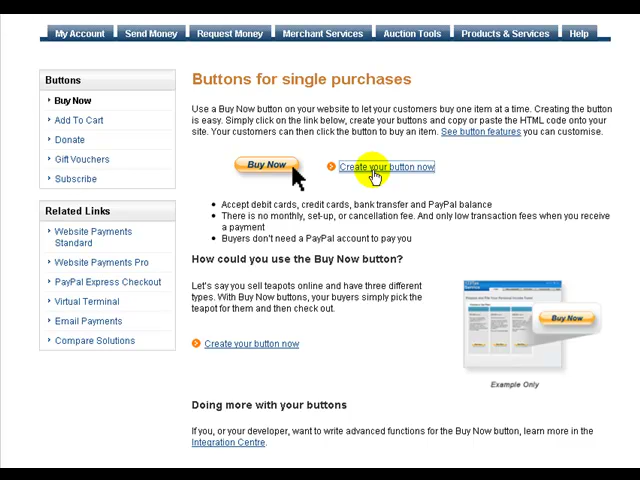 My Account Send Money Request Money Merchant Services Auction Tools Products & Services Help
Buttons
Buy Now
Add To Cart
Donate
Gift Vouchers
Subscribe
Related Links
Website Payments
Standard
Website Payments Pro
PayPal Express Checkout
Virtual Terminal
Email Payments
Compare Solutions
Buttons for single purchases
Use a Buy Now button on your website to let your customers buy one item at a time. Creating the button
is easy. Simply click on the link below, create your buttons and copy or paste the HTML code onto your
site. Your customers can then click the button to buy an item. See button features you can customise.
Buy Now
Create your button now
Accept debit cards, credit cards, bank transfer and PayPal balance
There is no monthly, set-up, or cancellation fee. And only low transaction fees when you receive
a payment
Buyers don't need a PayPal account to pay you
How could you use the Buy Now button?
Let's say you sell teapots online and have three different
types. With Buy Now buttons, your buyers simply pick the
teapot for them and then check out.
Create your button now
Buy Now
Example Only
Doing more with your buttons
If you, or your developer, want to write advanced functions for the Buy Now button, learn more in the
Integration Centre.